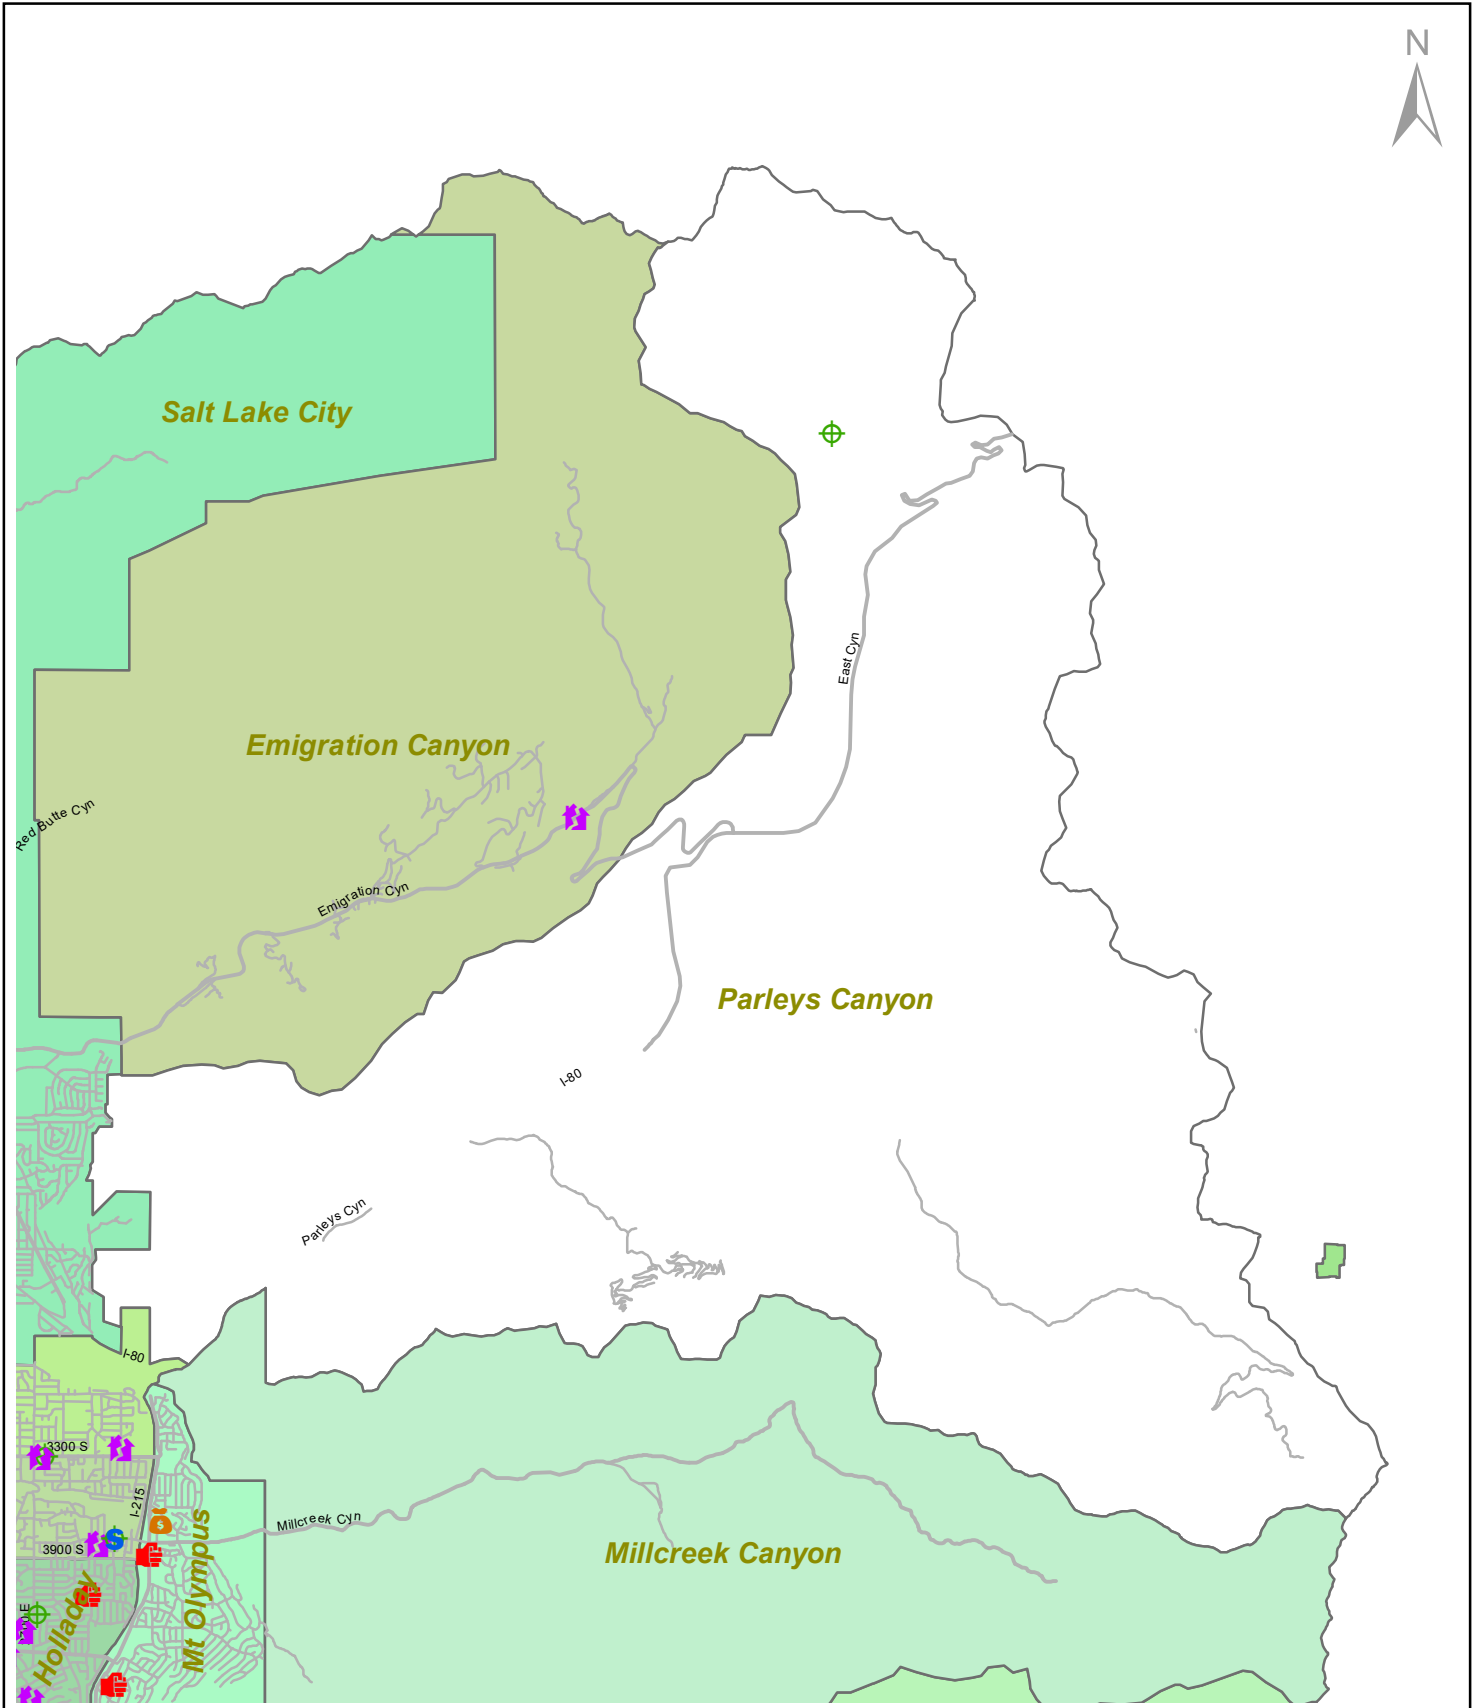 N
Salt Lake City
East Cyn
Emigration Canyon
Red Butte Cyn
Emigration Cyn
Parleys Canyon
I-80
Parleys Cyn
I-80
3300 S
I-215
Millcreek Cyn
3900 S
Mt Olympus
Millcreek Canyon
Holladay